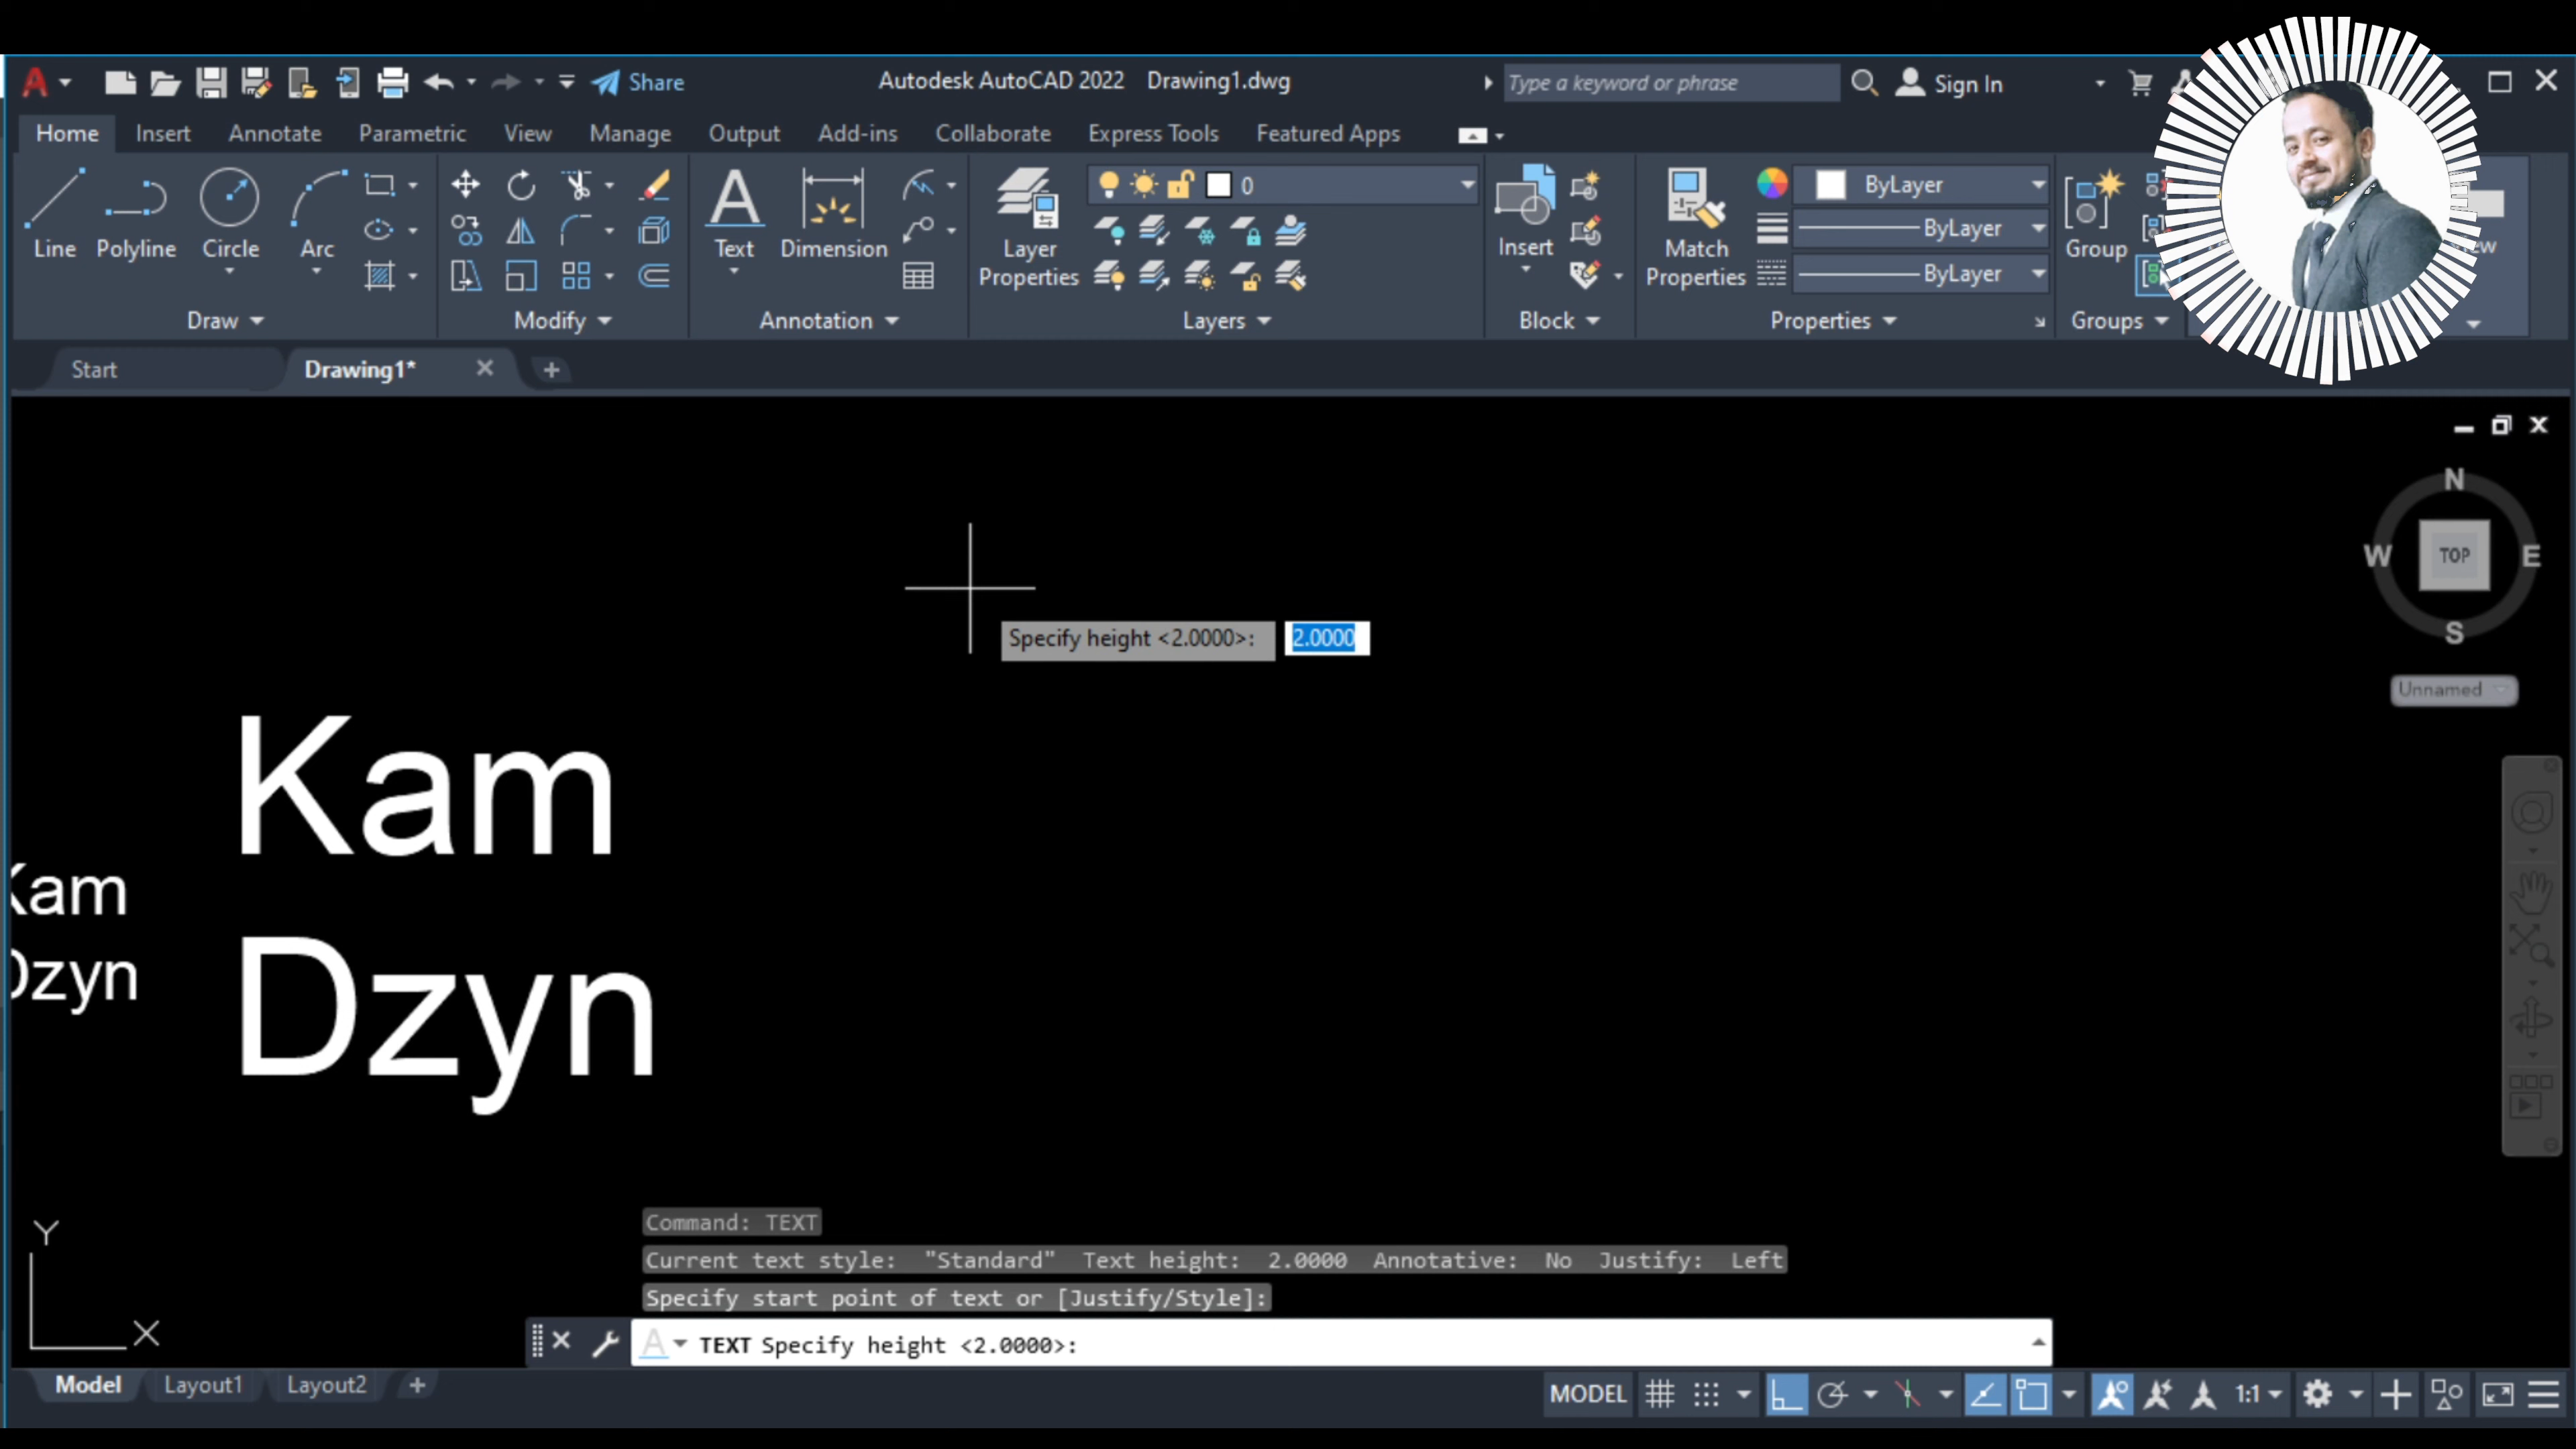 Share
Autodesk AutoCAD 2022 Drawing1.dwg
Type a keyword or phrase
Sign In
Home Insert Annotate Parametric View Manage Output Add-ins Collaborate Express Tools Featured Apps
0
ByLayer
Line Polyline Circle Arc
Text Dimension
Layer Properties
Insert
Match Properties
ByLayer
ByLayer
Group
Draw Modify Annotation Layers Block Properties Groups
Start Drawing1*
N
W TOP E
S
Unnamed
Specify height <2.0000>: 2.0000
Kam
Dzyn
Kam
Dzyn
Y
X
Command: TEXT
Current text style: "Standard" Text height: 2.0000 Annotative: No Justify: Left
Specify start point of text or [Justify/Style]:
TEXT Specify height <2.0000>:
Model Layout1 Layout2
MODEL
1:1